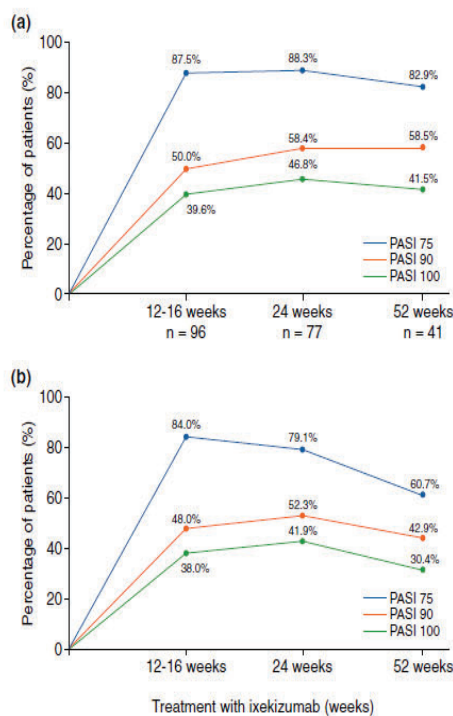 (a)
Percentage of patients (%)
100
80
60
40
20
0
87.5%
88.3%
82.9%
50.0%
58.4%
58.5%
39.6%
46.8%
41.5%
PASI 75
PASI 90
PASI 100
12-16 weeks 24 weeks 52 weeks
n = 96 n = 77 n = 41
(b)
Percentage of patients (%)
100
80
60
40
20
0
84.0%
79.1%
60.7%
48.0%
52.3%
42.9%
38.0%
41.9%
30.4%
PASI 75
PASI 90
PASI 100
12-16 weeks 24 weeks 52 weeks
Treatment with ixekizumab (weeks)